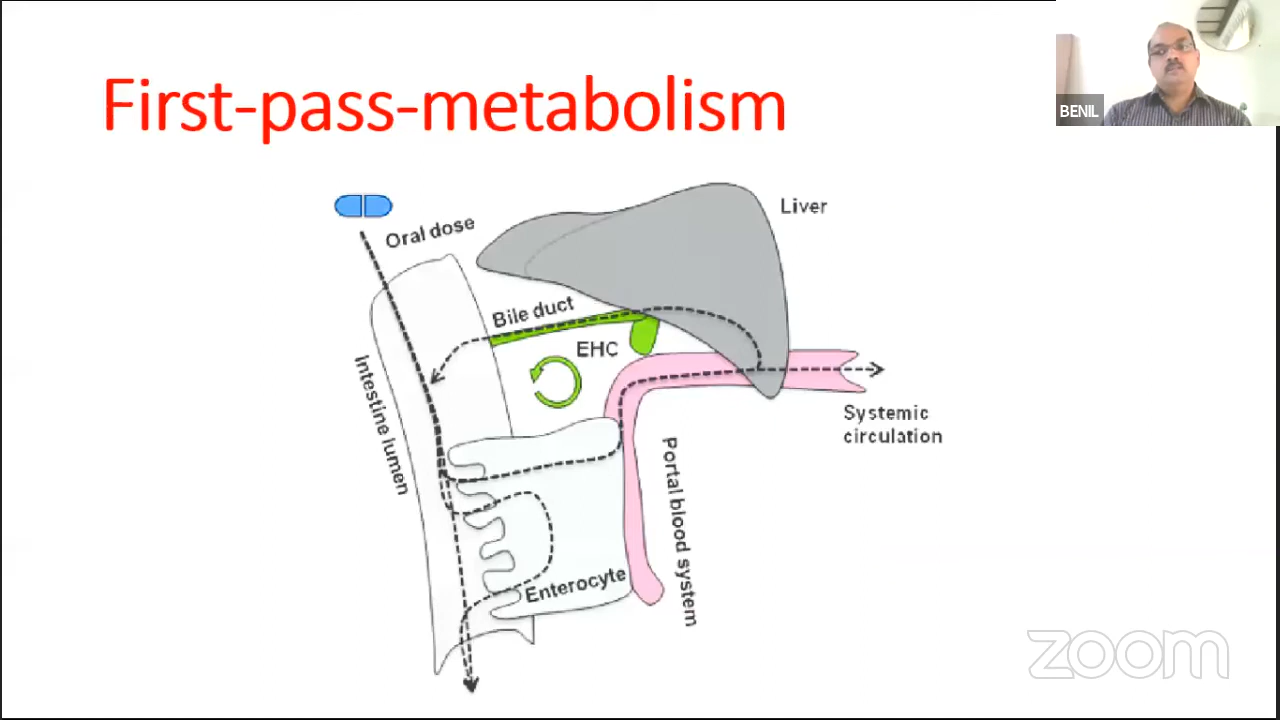 First-pass-metabolism
BENIL
Oral dose
Liver
Bile duct
EHC
Intestine lumen
Systemic
circulation
Portal blood system
Enterocyte
zoom